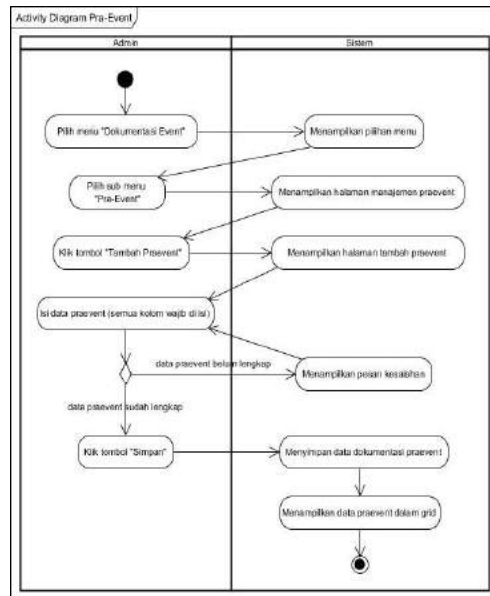 Activity Diagram Pra-Event
Admin
Sistem
Pilih menu "Dokumentasi Event"
Menampilkan pilihan menu
Pilih sub menu
"Pra-Event"
Menampilkan halaman manajemen praevent
Klik tombol "Tambah Praevent"
Menampilkan halaman tambah praevent
Isi data praevent (semua kolom wajib di isi)
data praevent belum lengkap
Menampilkan pesan kesalahan
data praevent sudah lengkap
Klik tombol "Simpan"
Menyimpan data dokumentasi praevent
Menampilkan data praevent dalam grid